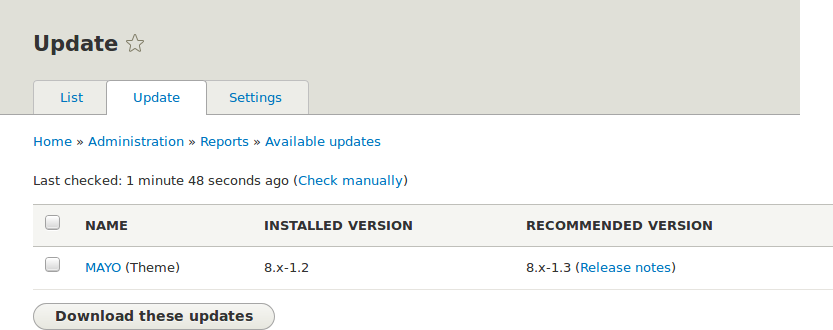 Update
List Update Settings
Home » Administration » Reports » Available updates
Last checked: 1 minute 48 seconds ago (Check manually)
NAME INSTALLED VERSION RECOMMENDED VERSION
MAYO (Theme) 8.x-1.2 8.x-1.3 (Release notes)
Download these updates